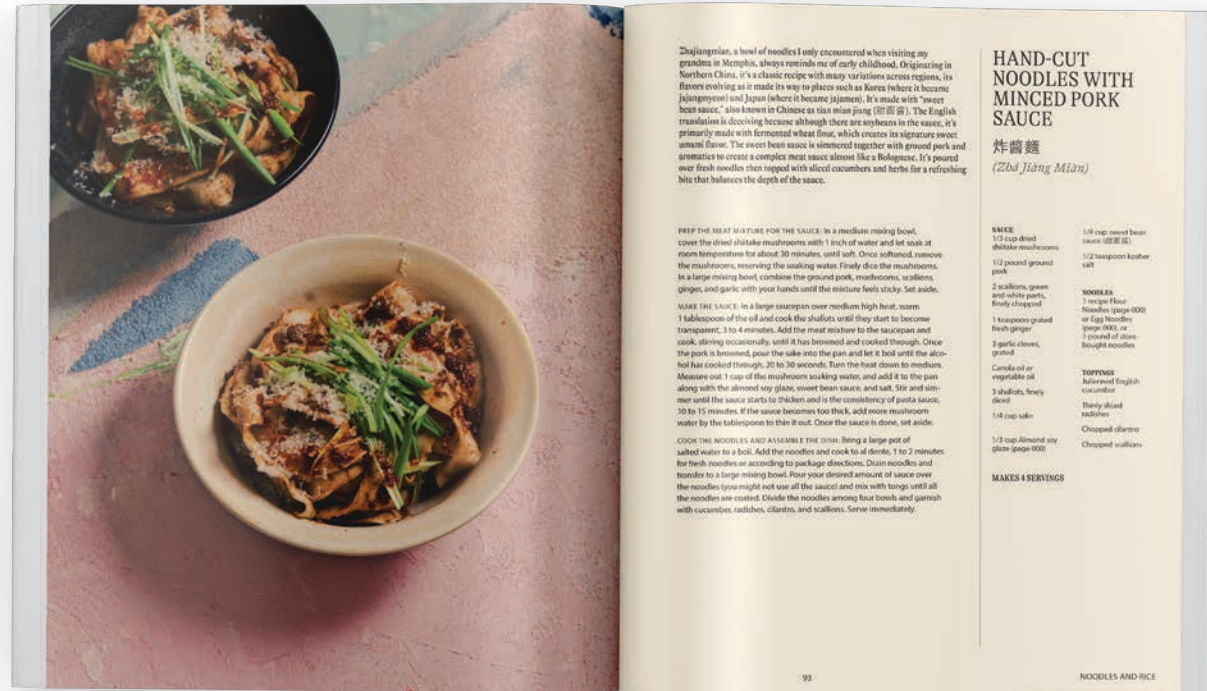 Zhajiangmian, a bowl of noodles I only encountered when visiting my
grandma in Memphis, always reminds me of early childhood. Originating in
Northern China, it's a classic recipe with many variations across regions, its
flavors evolving as it made its way to places such as Korea (where it became
jajangmyeon) and Japan (where it became jajamen). It's made with "sweet
bean sauce," also known in Chinese as tian mian jiang (甜面醤). The English
translation is deceiving because although there are soybeans in the sauce, it's
primarily made with fermented wheat flour, which creates its signature sweet
umami flavor. The sweet bean sauce is simmered together with ground pork and
aromatics to create a complex meat sauce almost like a Bolognese. It's poured
over fresh noodles then topped with sliced cucumbers and herbs for a refreshing
bite that balances the depth of the sauce.
PREP THE MEAT MIXTURE FOR THE SAUCE: In a medium mixing bowl,
cover the dried shiitake mushrooms with 1 inch of water and let soak at
room temperature for about 30 minutes, until soft. Once softened, remove
the mushrooms, reserving the soaking water. Finely dice the mushrooms.
In a large mixing bowl, combine the ground pork, mushrooms, scallions,
ginger, and garlic with your hands until the mixture feels sticky. Set aside.
MAKE THE SAUCE: In a large saucepan over medium high heat, warm
1 tablespoon of the oil and cook the shallots until they start to become
transparent, 3 to 4 minutes. Add the meat mixture to the saucepan and
cook, stirring occasionally, until it has browned and cooked through. Once
the pork is browned, pour the sake into the pan and let it boil until the alco-
hol has cooked through, 20 to 30 seconds. Turn the heat down to medium.
Measure out 1 cup of the mushroom soaking water, and add it to the pan
along with the almond soy glaze, sweet bean sauce, and salt. Stir and sim-
mer until the sauce starts to thicken and is the consistency of pasta sauce,
10 to 15 minutes. If the sauce becomes too thick, add more mushroom
water by the tablespoon to thin it out. Once the sauce is done, set aside.
COOK THE NOODLES AND ASSEMBLE THE DISH: Bring a large pot of
salted water to a boil. Add the noodles and cook to al dente, 1 to 2 minutes
for fresh noodles or according to package directions. Drain noodles and
transfer to a large mixing bowl. Pour your desired amount of sauce over
the noodles (you might not use all the sauce) and mix with tongs until all
the noodles are coated. Divide the noodles among four bowls and garnish
with cucumber, radishes, cilantro, and scallions. Serve immediately.
HAND-CUT
NOODLES WITH
MINCED PORK
SAUCE
炸醬麵
(Zhá Jiàng Miàn)
SAUCE
1/3 cup dried
shiitake mushrooms
1/2 pound ground
pork
2 scallions, green
and white parts,
finely chopped
1 teaspoon grated
fresh ginger
3 garlic cloves,
grated
Canola oil or
vegetable oil
3 shallots, finely
diced
1/4 cup sake
1/3 cup Almond soy
glaze (page 000)
1/4 cup sweet bean
sauce (甜面醤)
1/2 teaspoon kosher
salt
NOODLES
1 recipe Flour
Noodles (page 000)
or Egg Noodles
(page 000), or
1 pound of store-
bought noodles
TOPPINGS
Julienned English
cucumber
Thinly sliced
radishes
Chopped cilantro
Chopped scallions
MAKES 4 SERVINGS
93
NOODLES AND RICE